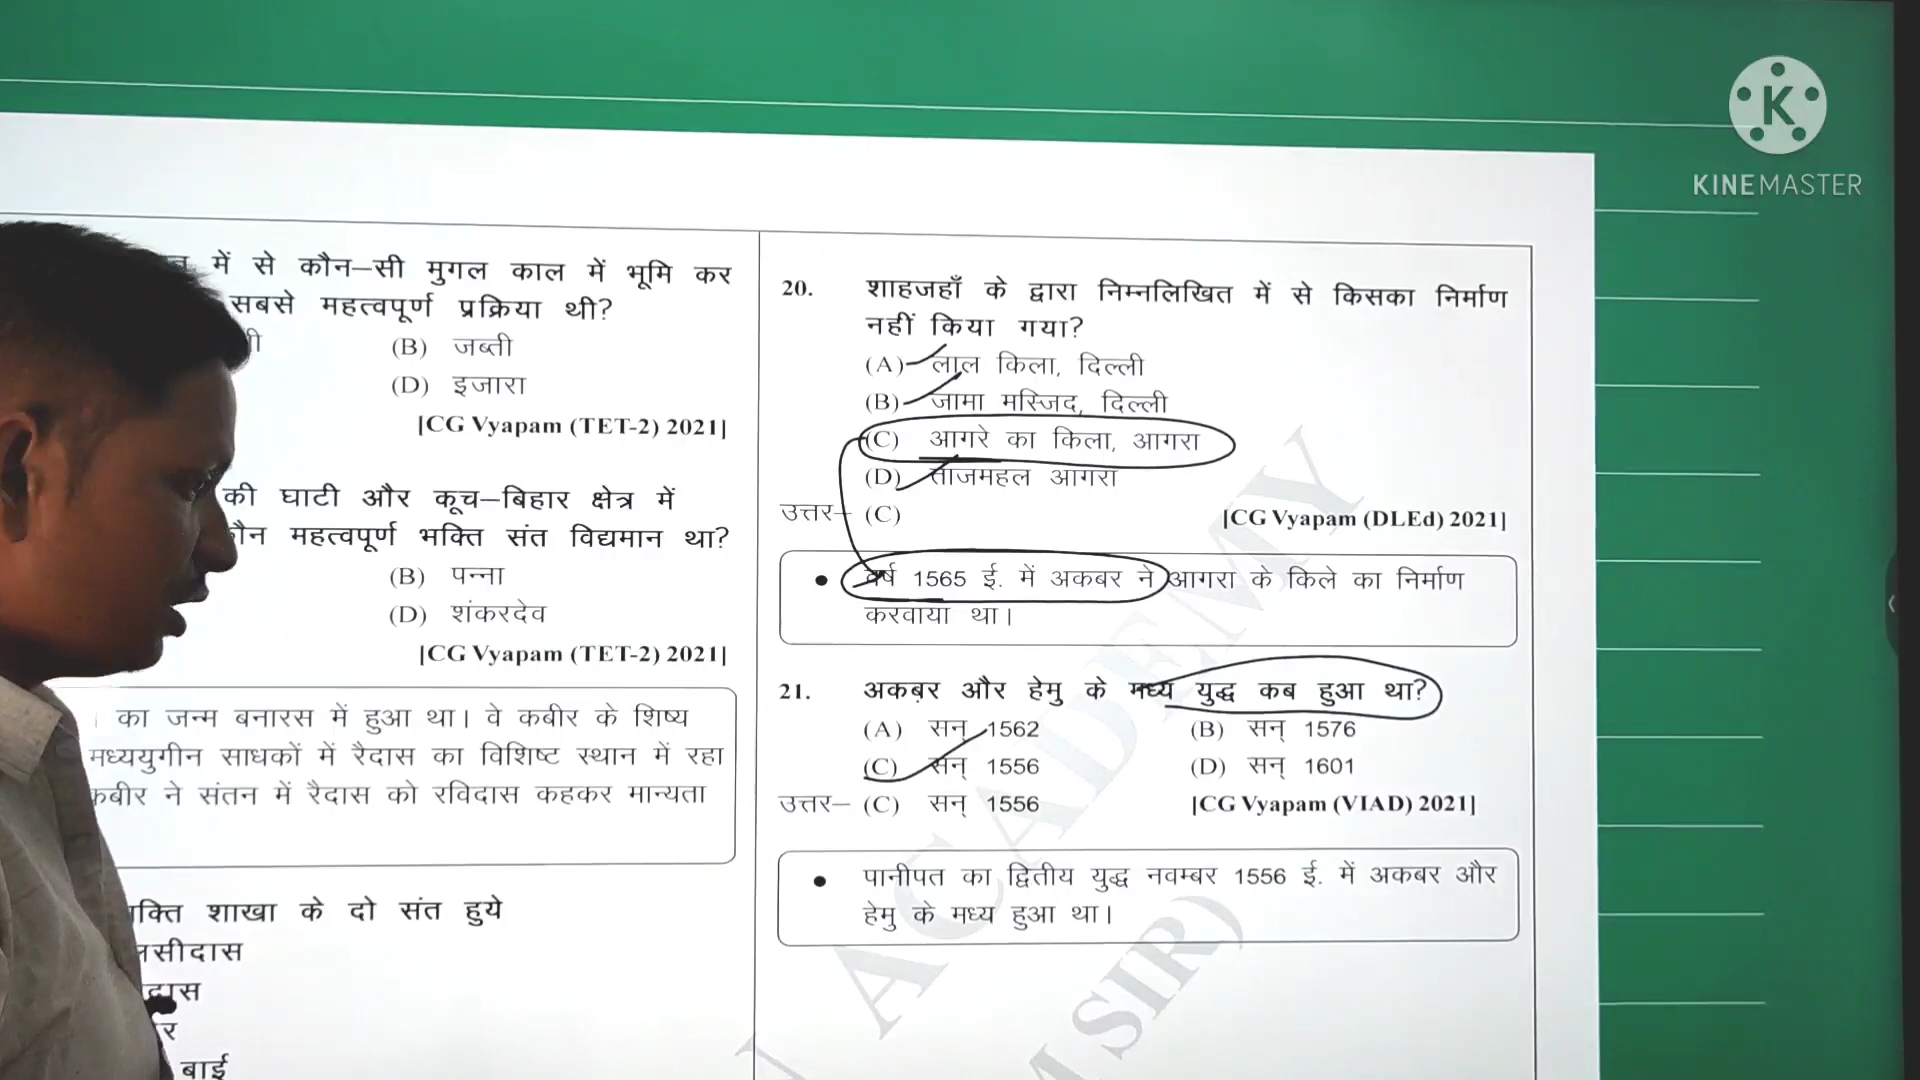 KINEMASTER
में से कौन–सी मुगल काल में भूमि कर
सबसे महत्वपूर्ण प्रक्रिया थी?
(B) जब्ती
(D) इजारा
[CG Vyapam (TET-2) 2021]
की घाटी और कूच–बिहार क्षेत्र में
महत्वपूर्ण भक्ति संत विद्यमान था?
(B) पन्ना
(D) शंकरदेव
[CG Vyapam (TET-2) 2021]
का जन्म बनारस में हुआ था। वे कबीर के शिष्य
मध्ययुगीन साधकों में रैदास का विशिष्ट स्थान में रहा
कबीर ने संतन में रैदास को रविदास कहकर मान्यता
शाखा के दो संत हुये
बाई
20. शाहजहाँ के द्वारा निम्नलिखित में से किसका निर्माण
नहीं किया गया?
(A) लाल किला, दिल्ली
(B) जामा मस्जिद, दिल्ली
(C) आगरे का किला, आगरा
(D) ताजमहल आगरा
उत्तर– (C) [CG Vyapam (DLEd) 2021]
• वर्ष 1565 ई. में अकबर ने आगरा के किले का निर्माण
करवाया था।
21. अकब़र और हेमु के मध्य युद्ध कब हुआ था?
(A) सन् 1562 (B) सन् 1576
(C) सन् 1556 (D) सन् 1601
उत्तर– (C) सन् 1556 [CG Vyapam (VIAD) 2021]
• पानीपत का द्वितीय युद्ध नवम्बर 1556 ई. में अकबर और
हेमु के मध्य हुआ था।
ACADEMY
SIR)